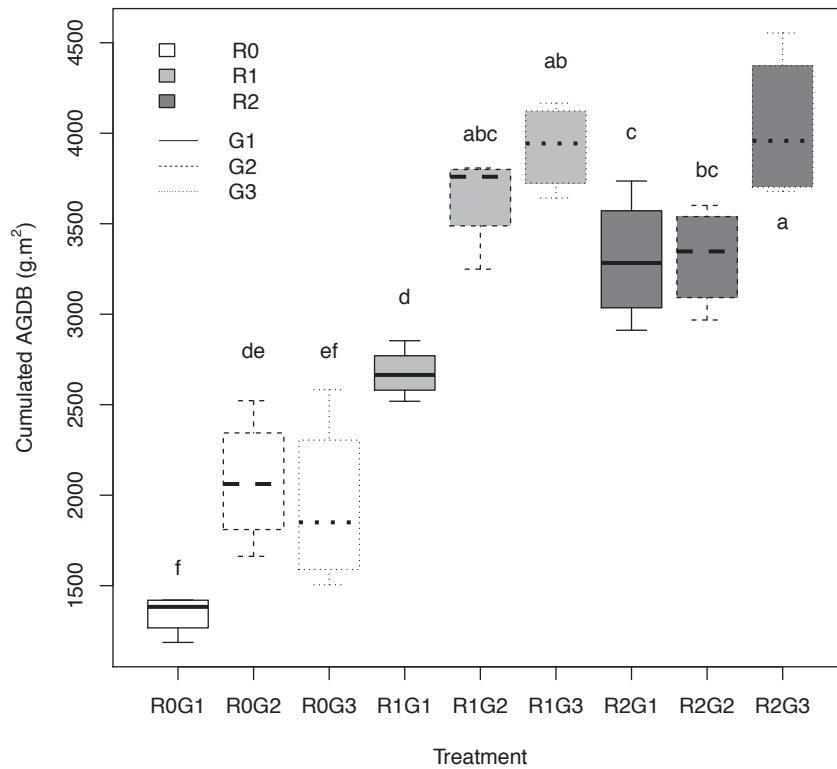 R0
R1
R2
G1
G2
G3
Cumulated AGDB (g.m²)
4500
4000
3500
3000
2500
2000
1500
f
de
ef
d
abc
ab
c
bc
a
R0G1 R0G2 R0G3 R1G1 R1G2 R1G3 R2G1 R2G2 R2G3
Treatment